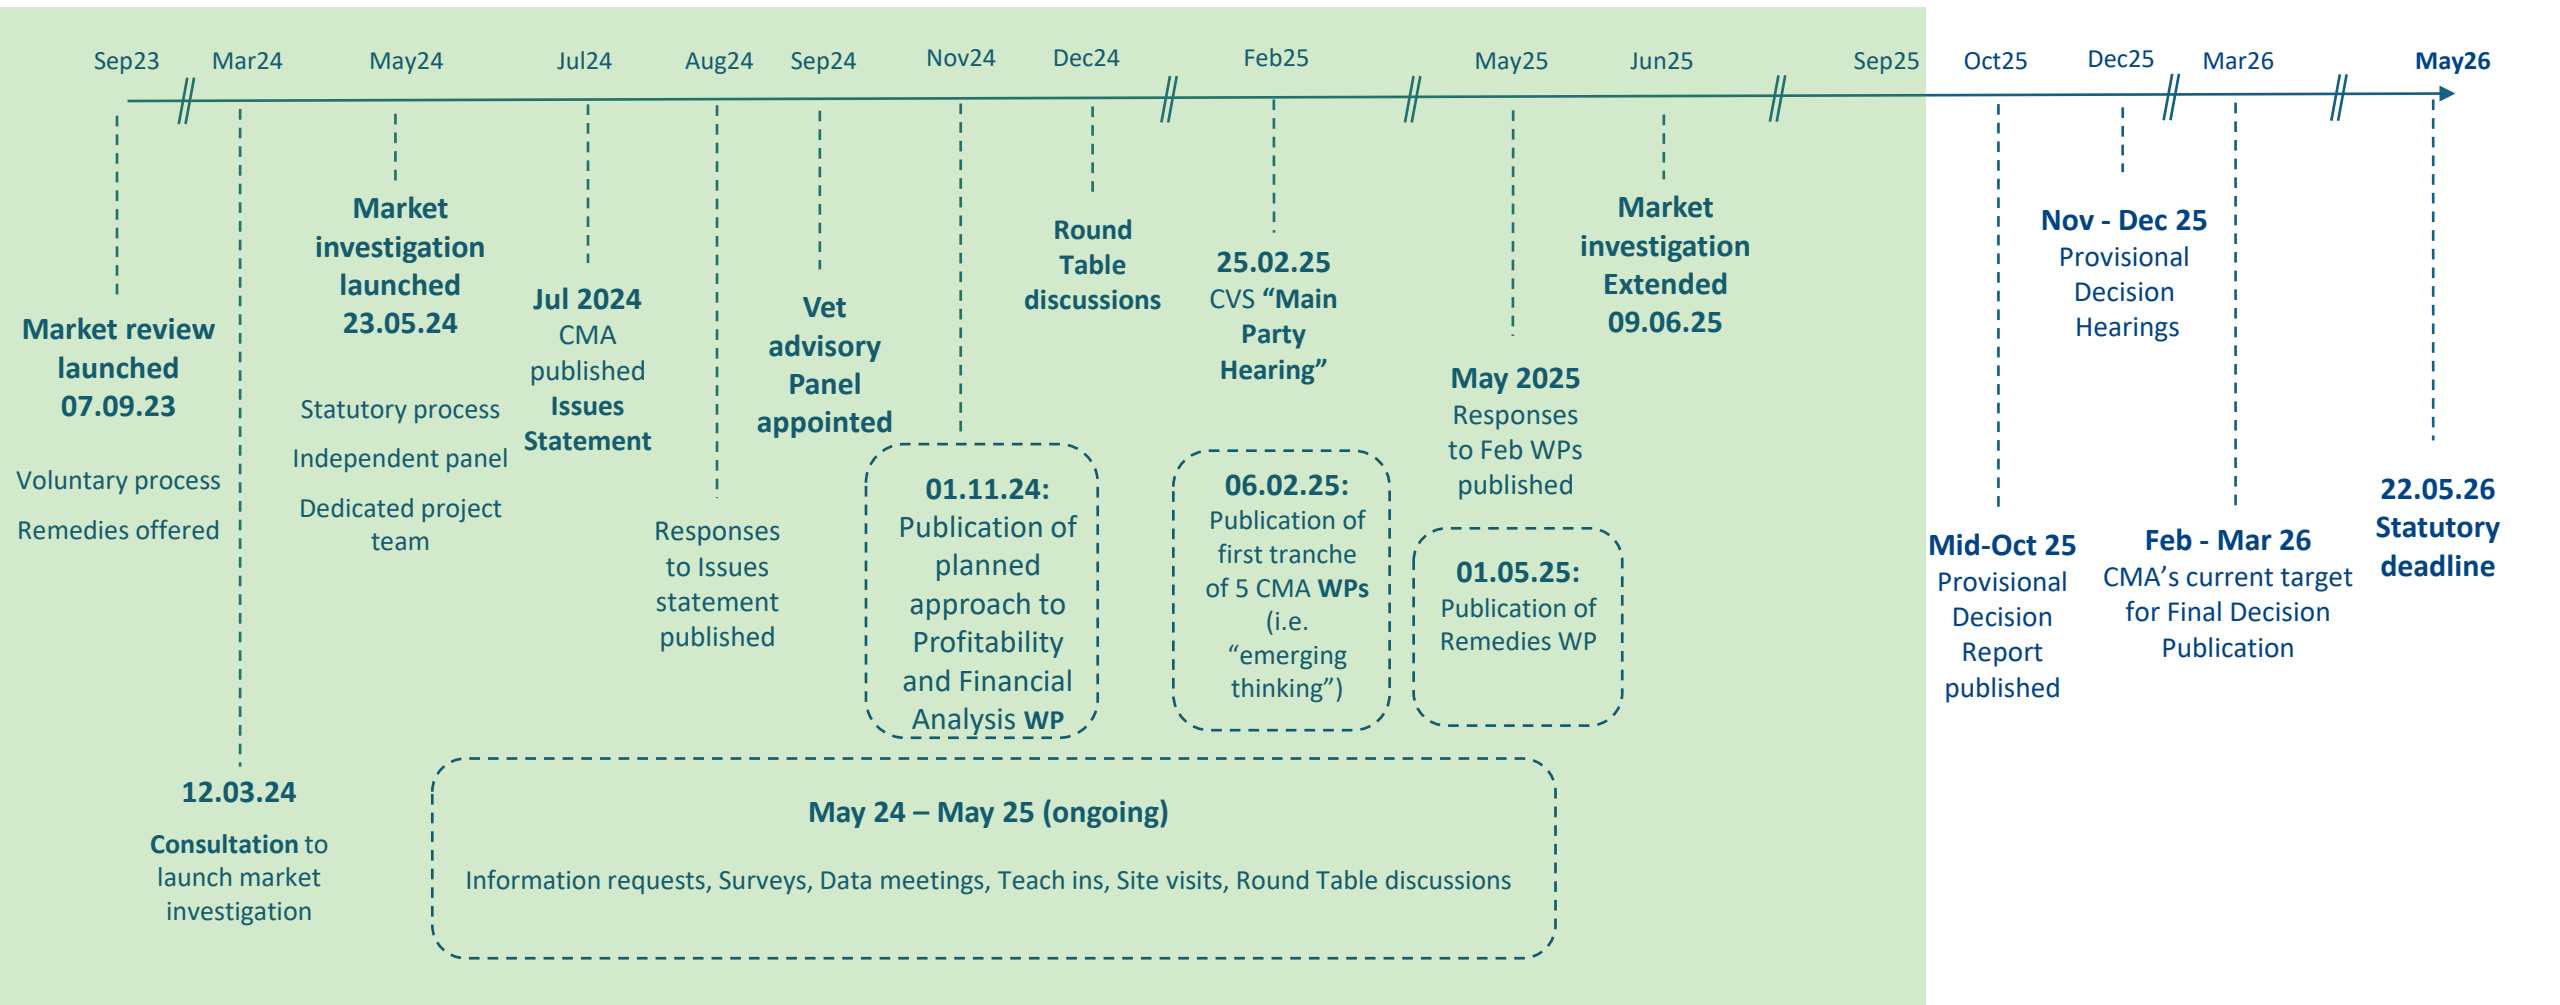 Sep23
Mar24
May24
Jul24
Aug24
Sep24
Nov24
Dec24
Feb25
May25
Jun25
Sep25
Oct25
Dec25
Mar26
May26
Market review
launched
07.09.23
Voluntary process
Remedies offered
12.03.24
Consultation to
launch market
investigation
Market
investigation
launched
23.05.24
Statutory process
Independent panel
Dedicated project
team
Jul 2024
CMA
published
Issues
Statement
Responses
to Issues
statement
published
Vet
advisory
Panel
appointed
01.11.24:
Publication of
planned
approach to
Profitability
and Financial
Analysis WP
Round
Table
discussions
25.02.25
CVS “Main
Party
Hearing”
06.02.25:
Publication of
first tranche
of 5 CMA WPs
(i.e.
“emerging
thinking”)
May 2025
Responses
to Feb WPs
published
01.05.25:
Publication of
Remedies WP
Market
investigation
Extended
09.06.25
May 24 – May 25 (ongoing)
Information requests, Surveys, Data meetings, Teach ins, Site visits, Round Table discussions
Mid-Oct 25
Provisional
Decision
Report
published
Nov - Dec 25
Provisional
Decision
Hearings
Feb - Mar 26
CMA’s current target
for Final Decision
Publication
22.05.26
Statutory
deadline